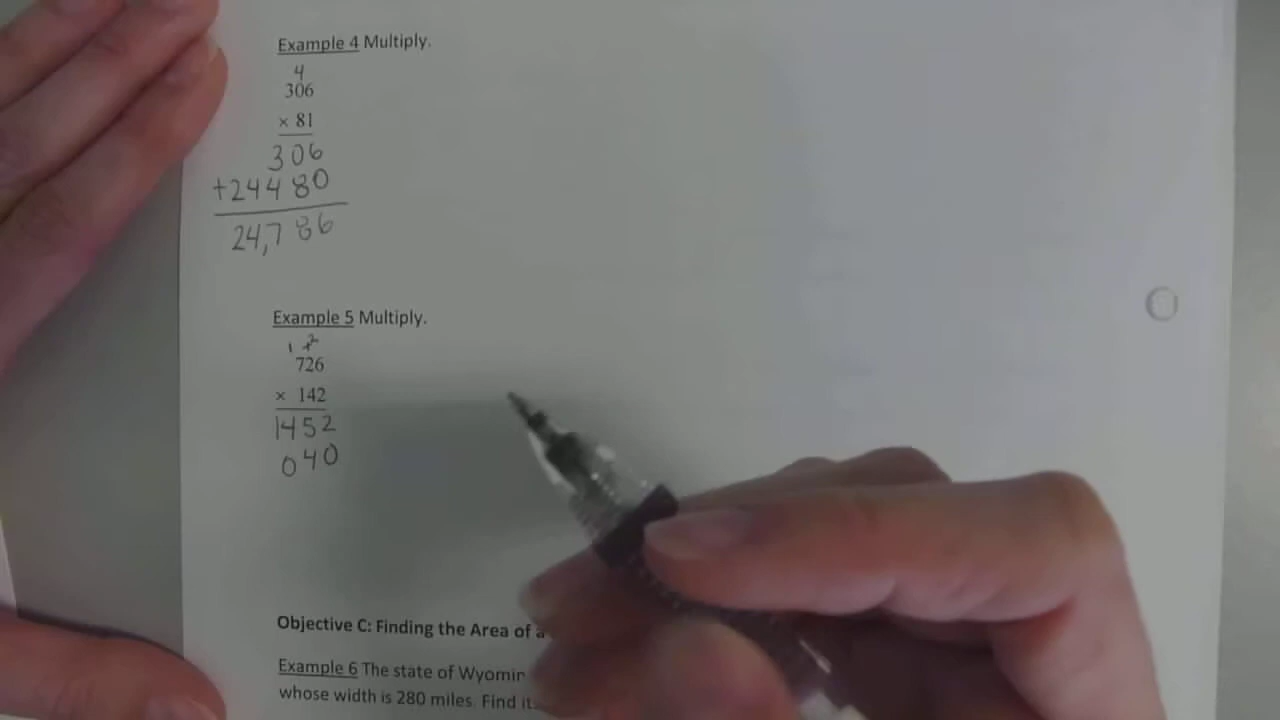 Example 4 Multiply.
4
306
× 81
306
+24480
24,786
Example 5 Multiply.
1 2
726
× 142
1452
040
Objective C: Finding the Area of a
Example 6 The state of Wyomin
whose width is 280 miles. Find it